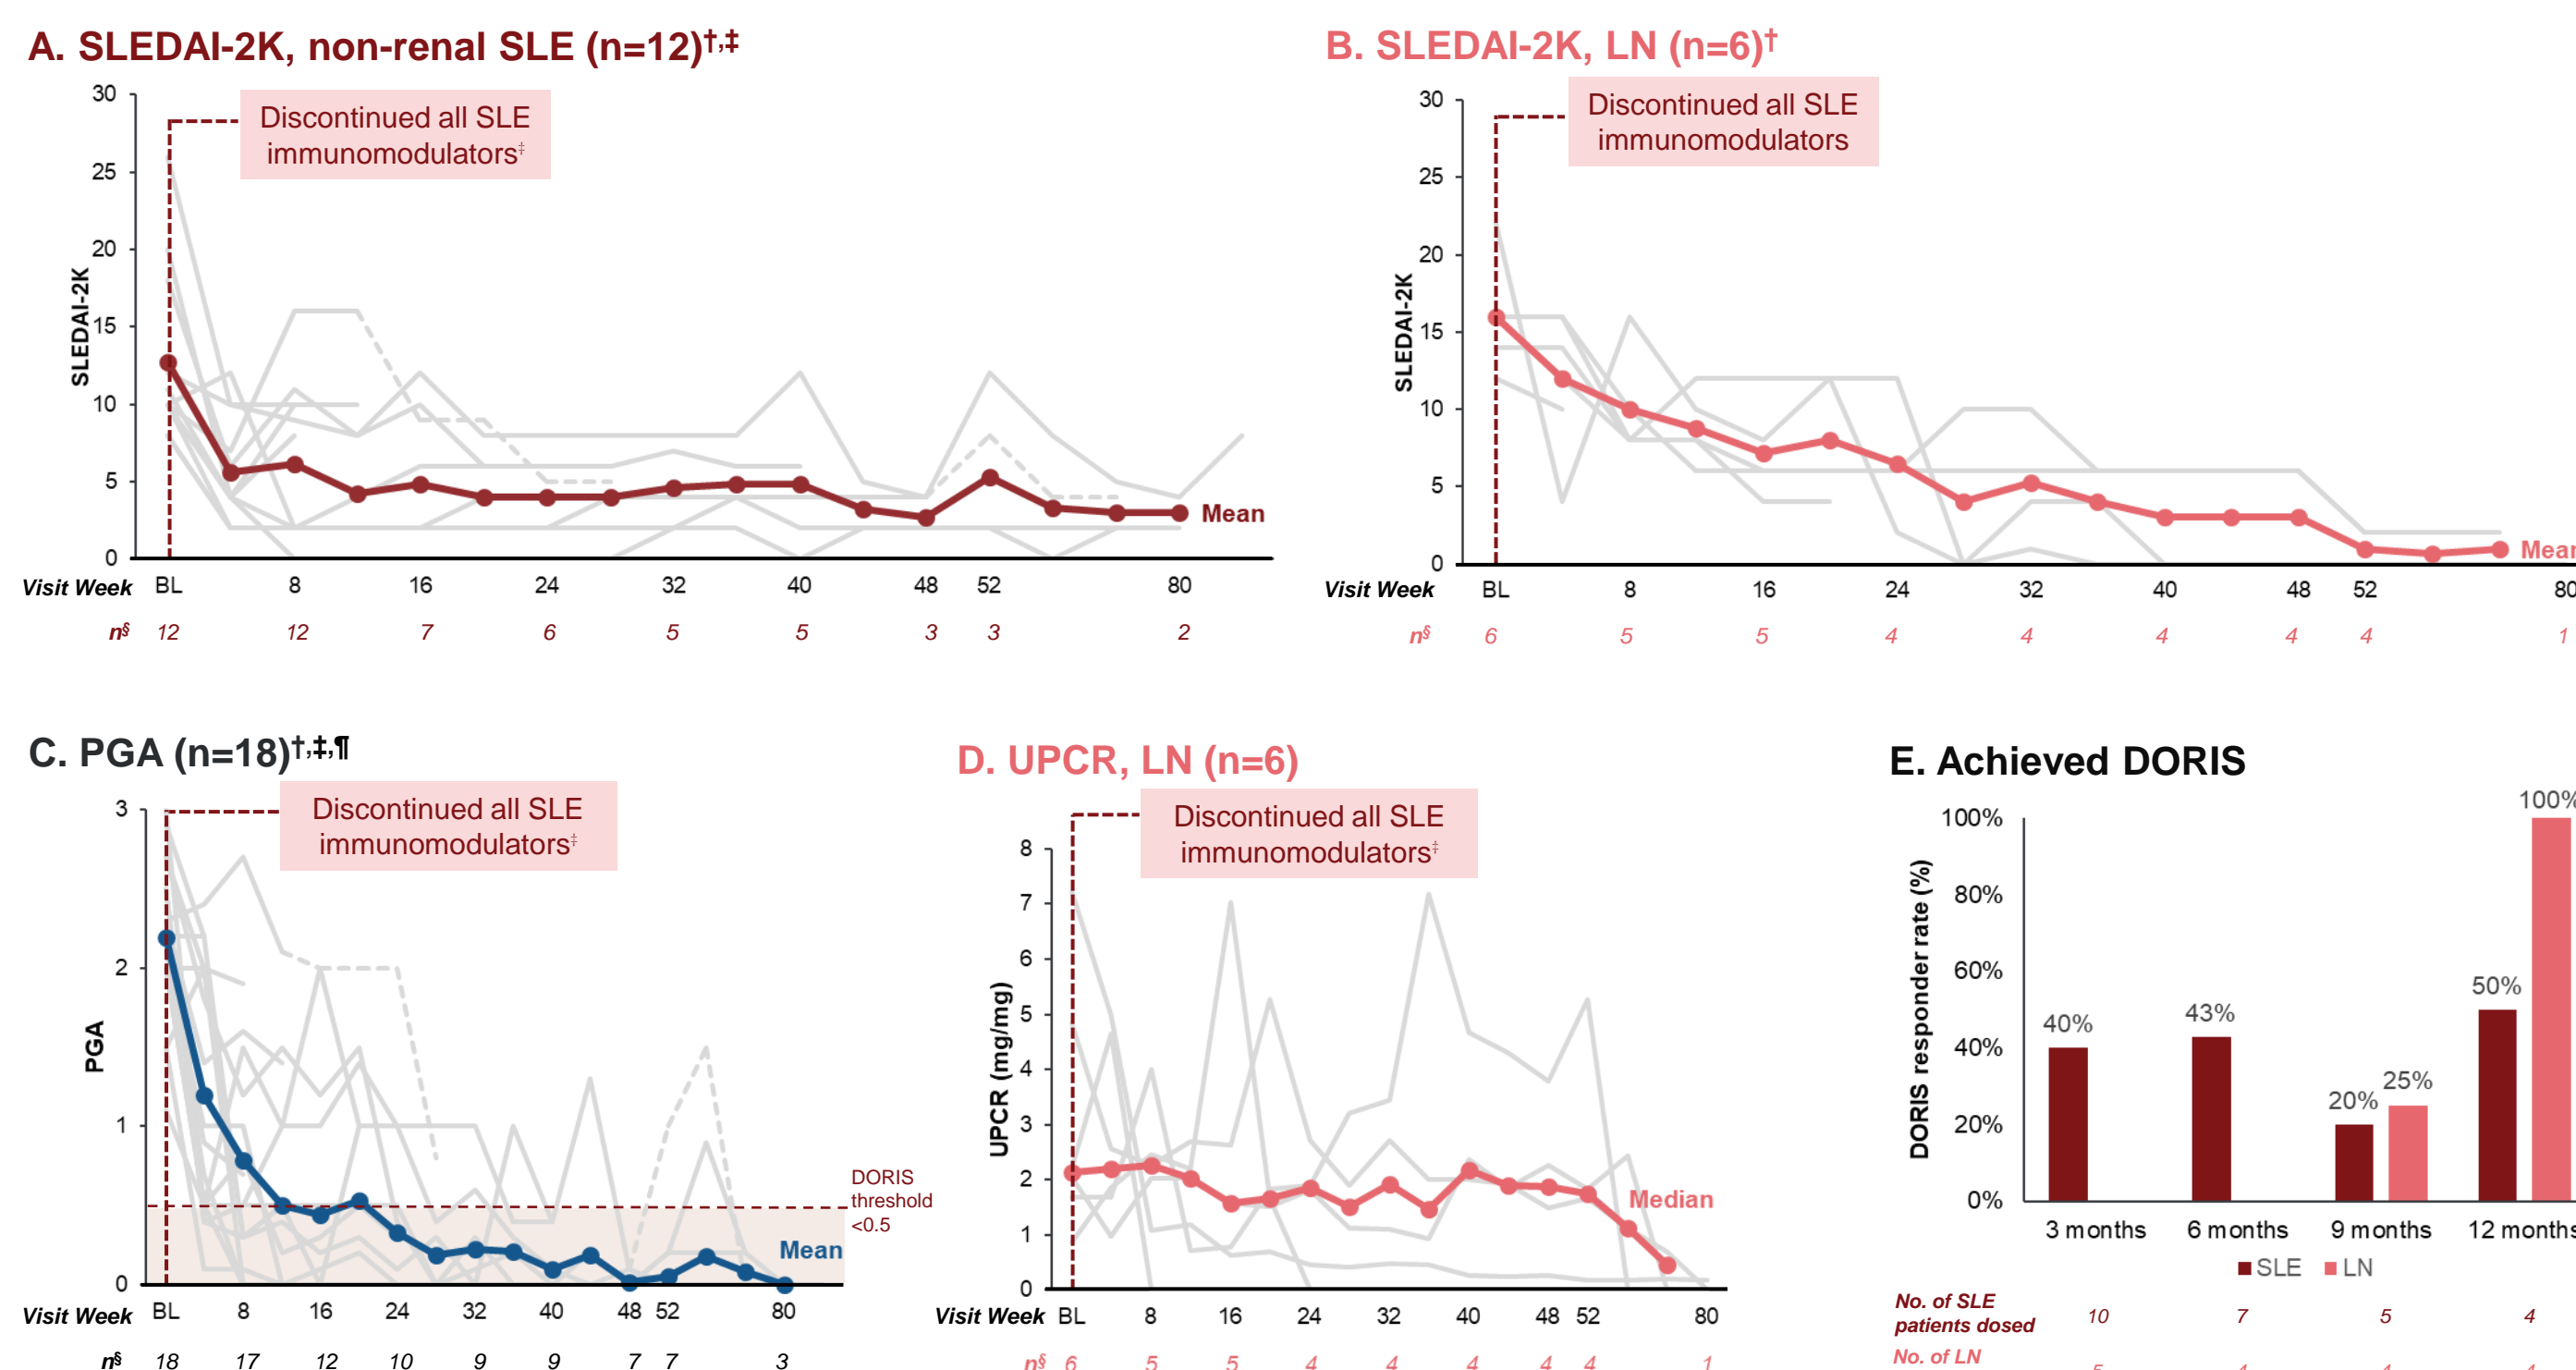 A. SLEDAI-2K, non-renal SLE (n=12)†,‡
30
25
20
15
10
5
0
SLEDAI-2K
Discontinued all SLE
immunomodulators‡
Mean
Visit Week BL 8 16 24 32 40 48 52 80
n§ 12 12 7 6 5 5 3 3 2
B. SLEDAI-2K, LN (n=6)†
30
25
20
15
10
5
0
SLEDAI-2K
Discontinued all SLE
immunomodulators
Mean
Visit Week BL 8 16 24 32 40 48 52 80
n§ 6 5 5 4 4 4 4 4 1
C. PGA (n=18)†,‡,¶
3
2
1
0
PGA
Discontinued all SLE
immunomodulators‡
DORIS
threshold
<0.5
Mean
Visit Week BL 8 16 24 32 40 48 52 80
n§ 18 17 12 10 9 9 7 7 3
D. UPCR, LN (n=6)
8
7
6
5
4
3
2
1
0
UPCR (mg/mg)
Discontinued all SLE
immunomodulators‡
Median
Visit Week BL 8 16 24 32 40 48 52 80
n§ 6 5 5 4 4 4 4 4 1
E. Achieved DORIS
100%
80%
60%
40%
20%
0%
DORIS responder rate (%)
40%
43%
20%
25%
50%
100%
3 months 6 months 9 months 12 months
SLE LN
No. of SLE
patients dosed 10 7 5 4
No. of LN